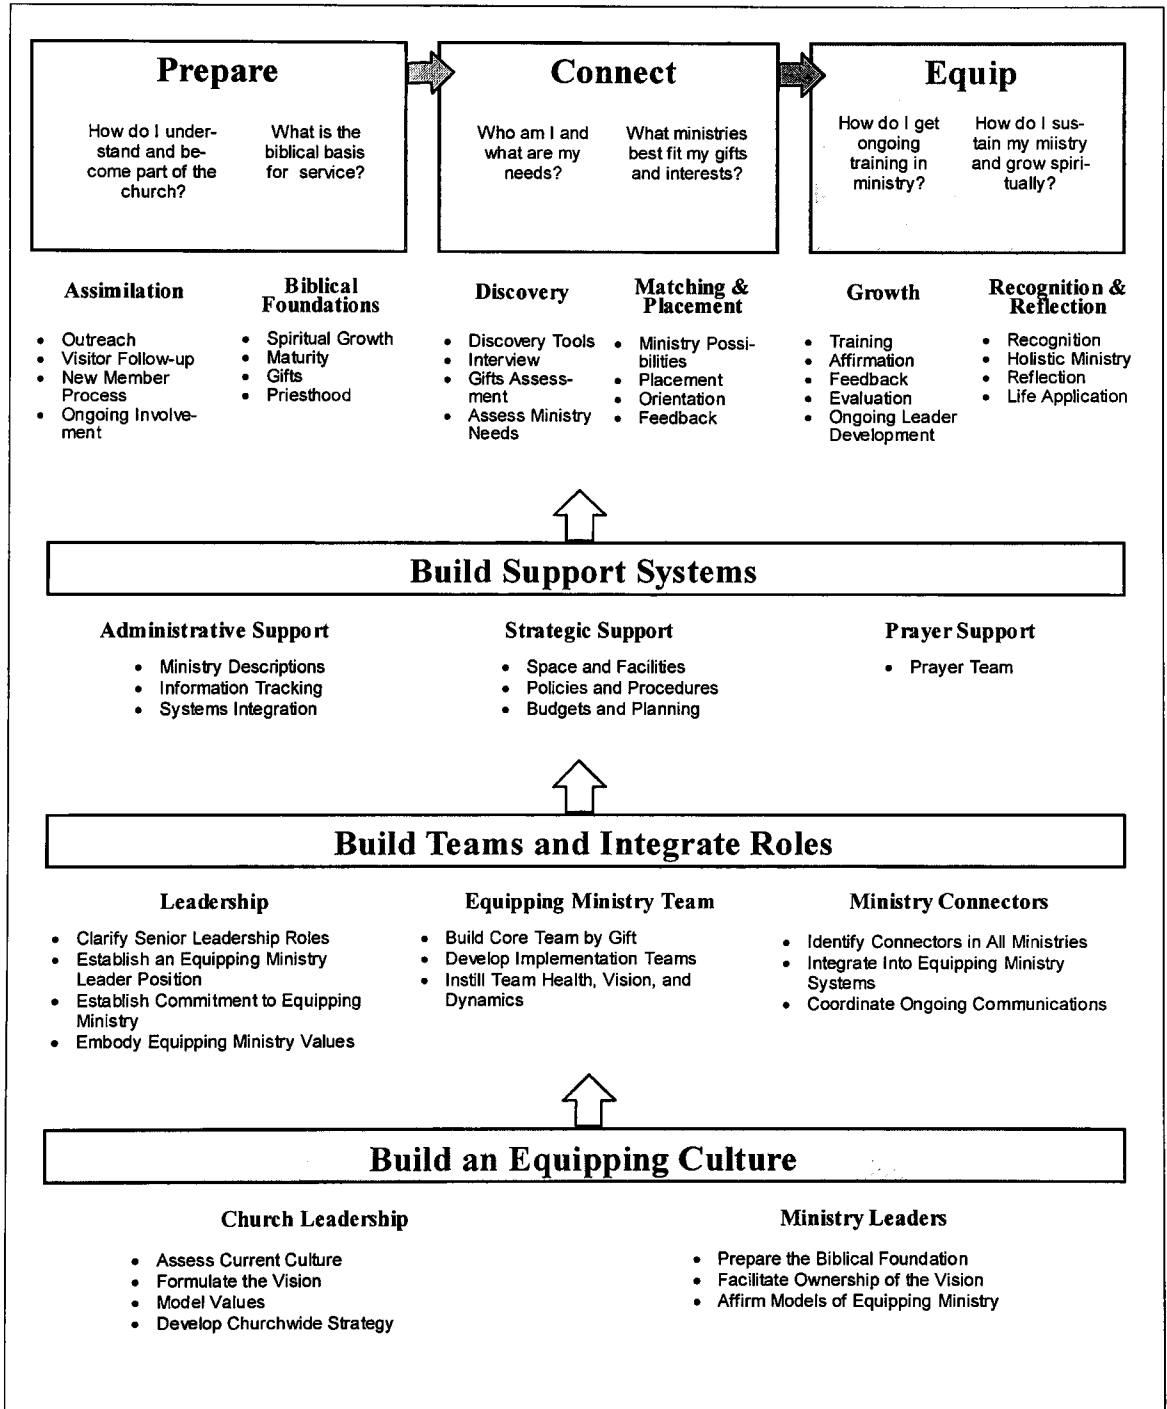 Prepare
How do I under-
stand and be-
come part of the
church?
What is the
biblical basis
for service?
Connect
Who am I and
what are my
needs?
What ministries
best fit my gifts
and interests?
Equip
How do I get
ongoing
training in
ministry?
How do I sus-
tain my miistry
and grow spiri-
tually?
Assimilation
• Outreach
• Visitor Follow-up
• New Member
Process
• Ongoing Involve-
ment
Biblical
Foundations
• Spiritual Growth
• Maturity
• Gifts
• Priesthood
Discovery
• Discovery Tools
• Interview
• Gifts Assess-
ment
• Assess Ministry
Needs
Matching &
Placement
• Ministry Possi-
bilities
• Placement
• Orientation
• Feedback
Growth
• Training
• Affirmation
• Feedback
• Evaluation
• Ongoing Leader
Development
Recognition &
Reflection
• Recognition
• Holistic Ministry
• Reflection
• Life Application
Build Support Systems
Administrative Support
• Ministry Descriptions
• Information Tracking
• Systems Integration
Strategic Support
• Space and Facilities
• Policies and Procedures
• Budgets and Planning
Prayer Support
• Prayer Team
Build Teams and Integrate Roles
Leadership
• Clarify Senior Leadership Roles
• Establish an Equipping Ministry
Leader Position
• Establish Commitment to Equipping
Ministry
• Embody Equipping Ministry Values
Equipping Ministry Team
• Build Core Team by Gift
• Develop Implementation Teams
• Instill Team Health, Vision, and
Dynamics
Ministry Connectors
• Identify Connectors in All Ministries
• Integrate Into Equipping Ministry
Systems
• Coordinate Ongoing Communications
Build an Equipping Culture
Church Leadership
• Assess Current Culture
• Formulate the Vision
• Model Values
• Develop Churchwide Strategy
Ministry Leaders
• Prepare the Biblical Foundation
• Facilitate Ownership of the Vision
• Affirm Models of Equipping Ministry